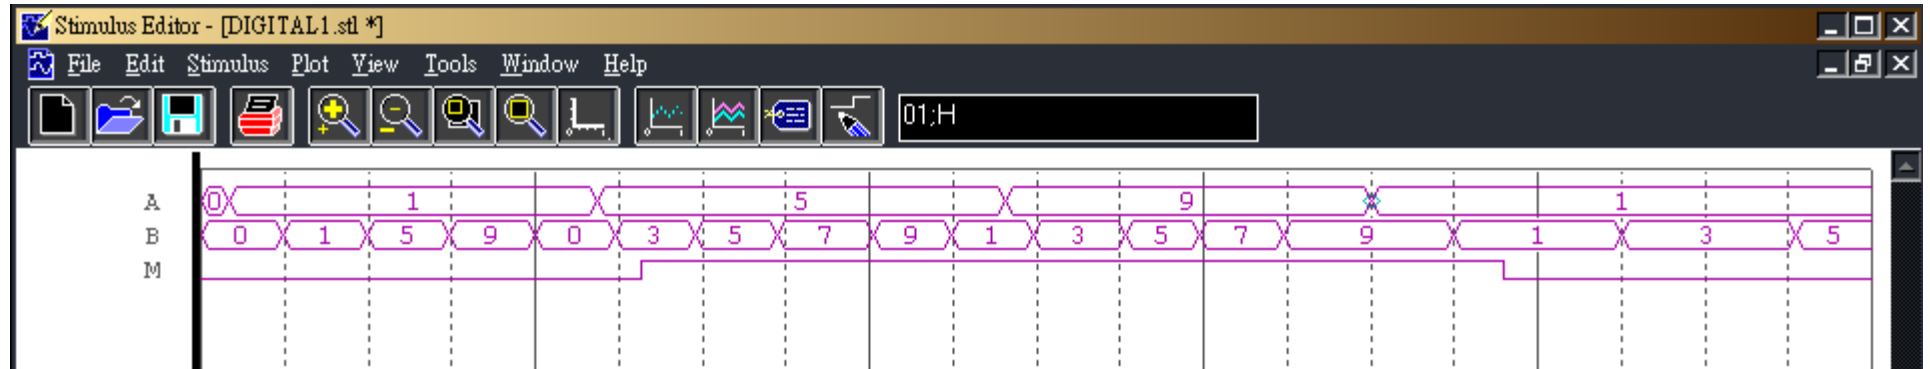 Stimulus Editor - [DIGITAL1.stl *]
File Edit Stimulus Plot View Tools Window Help
01;H
A 0 1 5 9 1
B 0 1 5 9 0 3 5 7 9 1 3 5 7 9 1 3 5
M